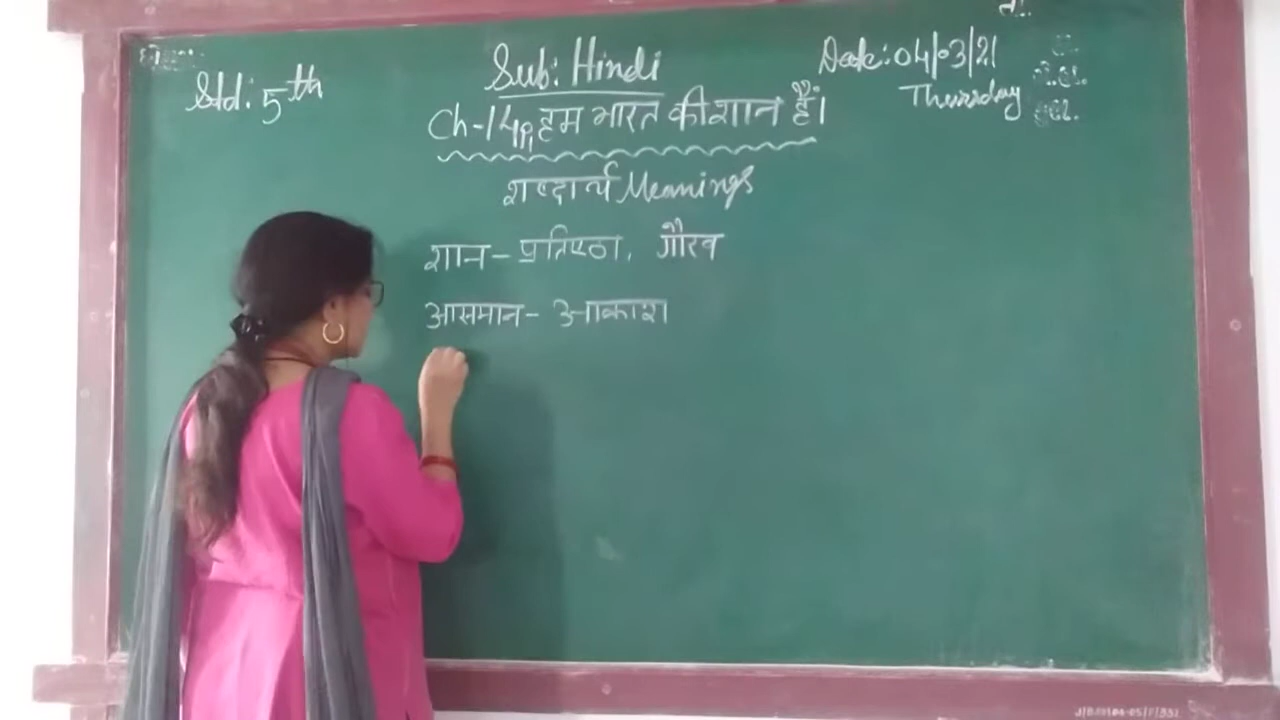 Std: 5th
Sub: Hindi
Date: 04/03/21
Thursday
Ch-14 हम भारत की शान हैं।
शब्दार्थ Meanings
शान - प्रतिष्ठा, गौरव
आसमान - आकाश